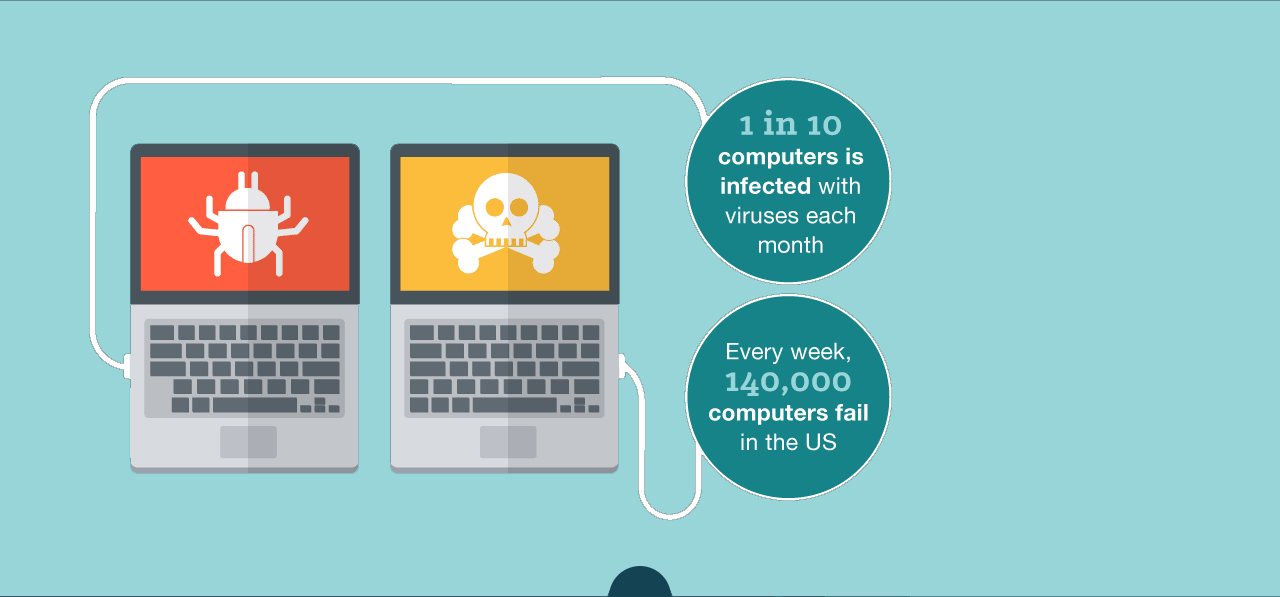 1 in 10
computers is
infected with
viruses each
month
Every week,
140,000
computers fail
in the US